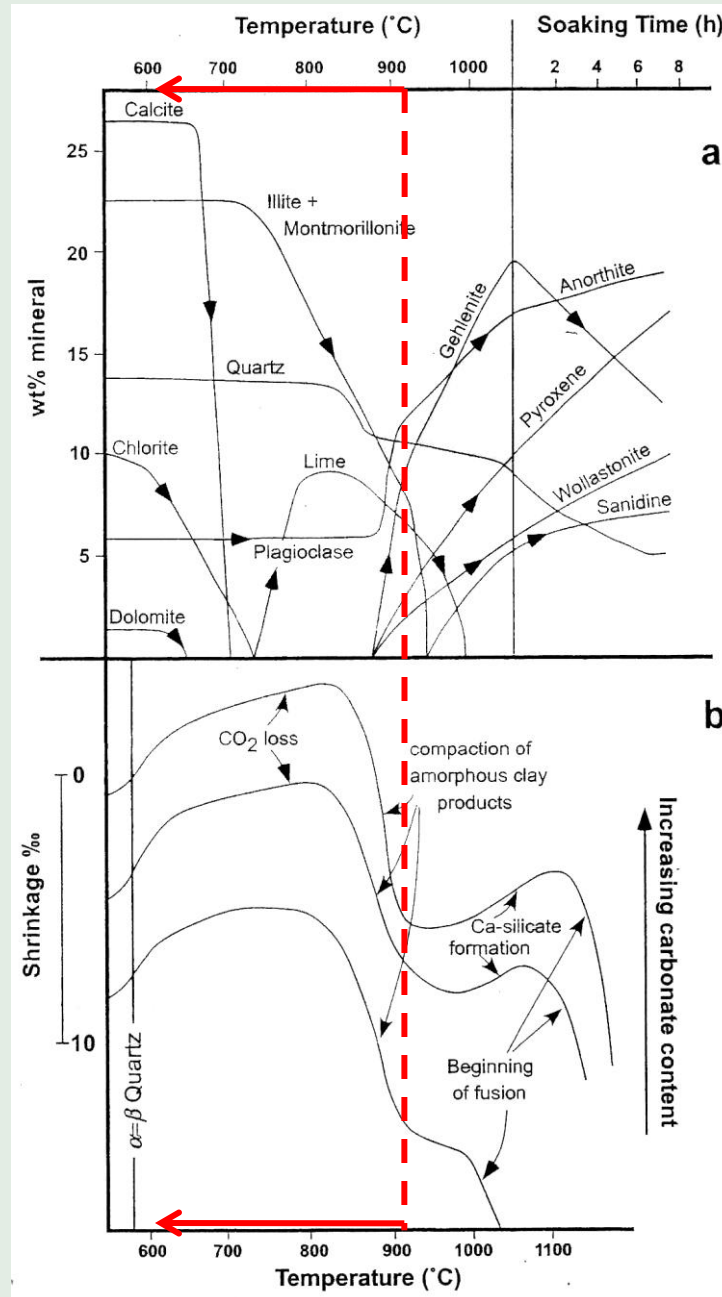 Temperature (˚C)
Soaking Time (h)
600 700 800 900 1000 2 4 6 8
a
Calcite
25
Illite +
Montmorillonite
20
Anorthite
Gehlenite
wt% mineral
15
Quartz
Pyroxene
Chlorite
10
Lime
Wollastonite
Sanidine
5
Plagioclase
Dolomite
b
CO2 loss
compaction of
amorphous clay
products
0
Shrinkage ‰
Ca-silicate
formation
10
α=β Quartz
Beginning
of fusion
Increasing carbonate content
600 700 800 900 1000 1100
Temperature (˚C)